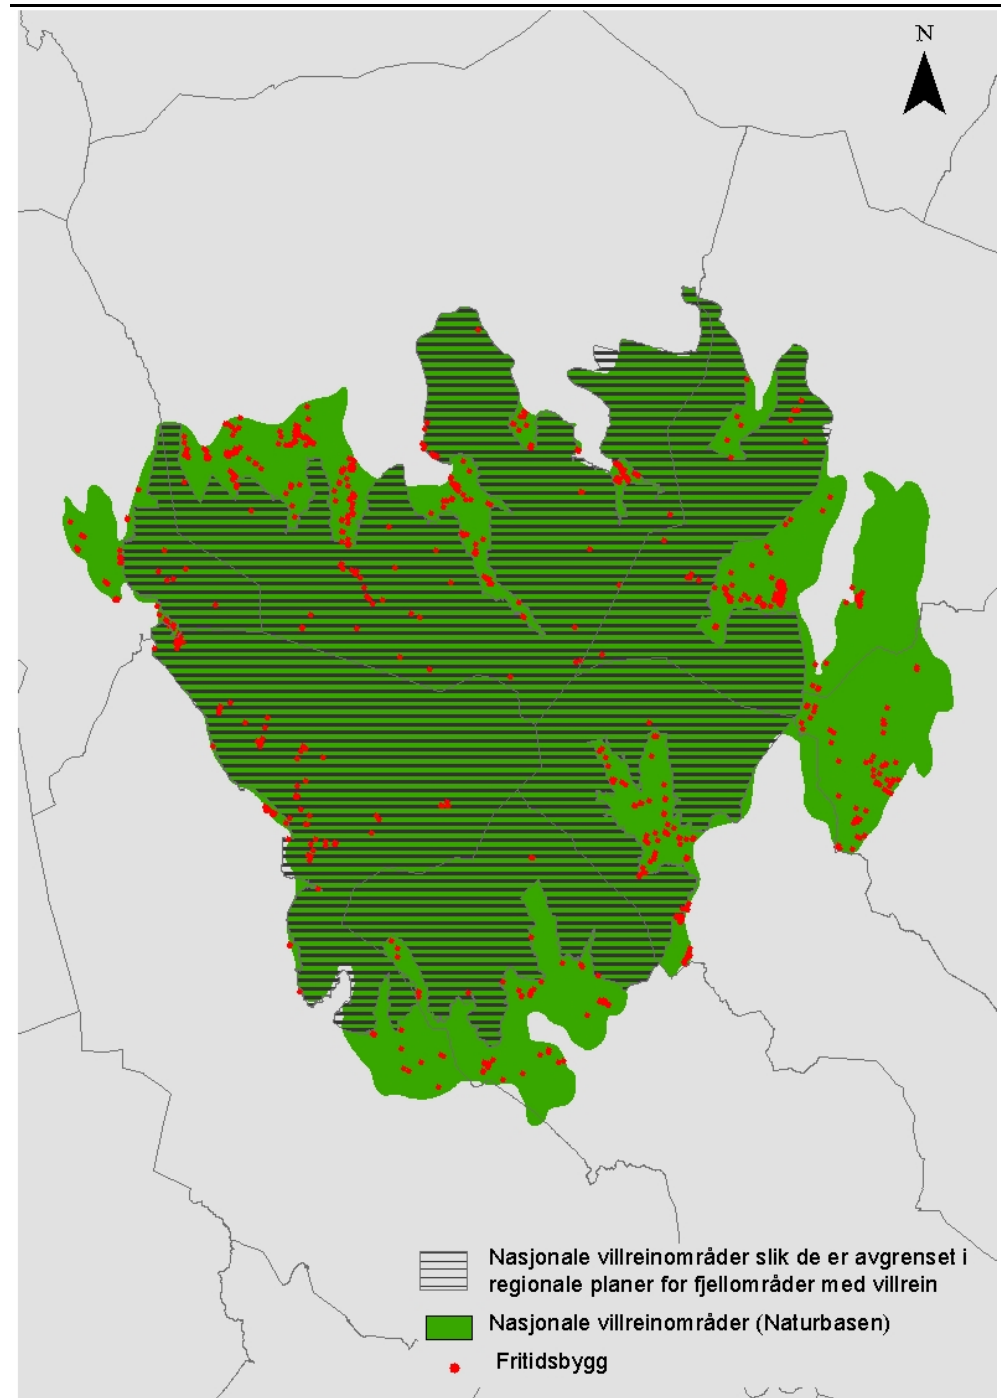 N
Nasjonale villreinområder slik de er avgrenset i
regionale planer for fjellområder med villrein
Nasjonale villreinområder (Naturbasen)
Fritidsbygg